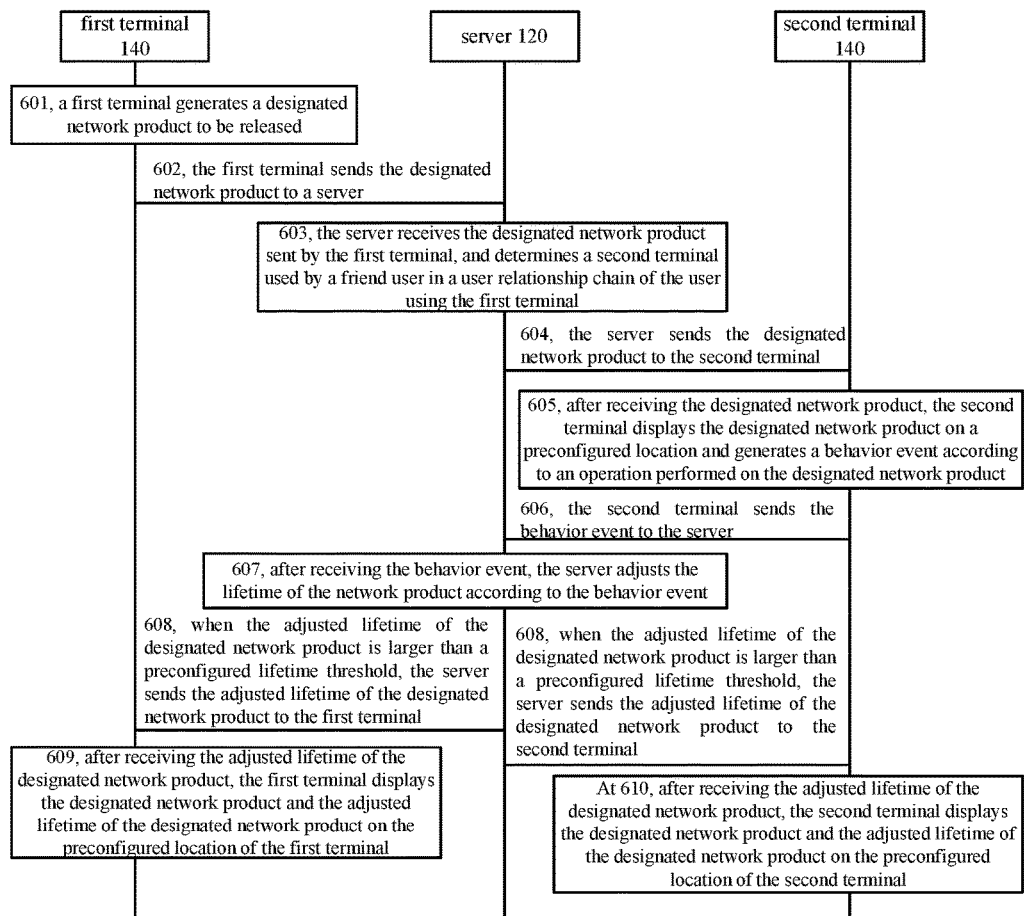 first terminal
140
server 120
second terminal
140
601, a first terminal generates a designated
network product to be released
602, the first terminal sends the designated
network product to a server
603, the server receives the designated network product
sent by the first terminal, and determines a second terminal
used by a friend user in a user relationship chain of the user
using the first terminal
604, the server sends the designated
network product to the second terminal
605, after receiving the designated network product, the second
terminal displays the designated network product on a
preconfigured location and generates a behavior event according
to an operation performed on the designated network product
606, the second terminal sends the
behavior event to the server
607, after receiving the behavior event, the server adjusts the
lifetime of the network product according to the behavior event
608, when the adjusted lifetime of the
designated network product is larger than a
preconfigured lifetime threshold, the server
sends the adjusted lifetime of the designated
network product to the first terminal
608, when the adjusted lifetime of the
designated network product is larger than
a preconfigured lifetime threshold, the
server sends the adjusted lifetime of the
designated network product to the
second terminal
609, after receiving the adjusted lifetime of the
designated network product, the first terminal displays
the designated network product and the adjusted
lifetime of the designated network product on the
preconfigured location of the first terminal
At 610, after receiving the adjusted lifetime of the
designated network product, the second terminal displays
the designated network product and the adjusted lifetime of
the designated network product on the preconfigured
location of the second terminal